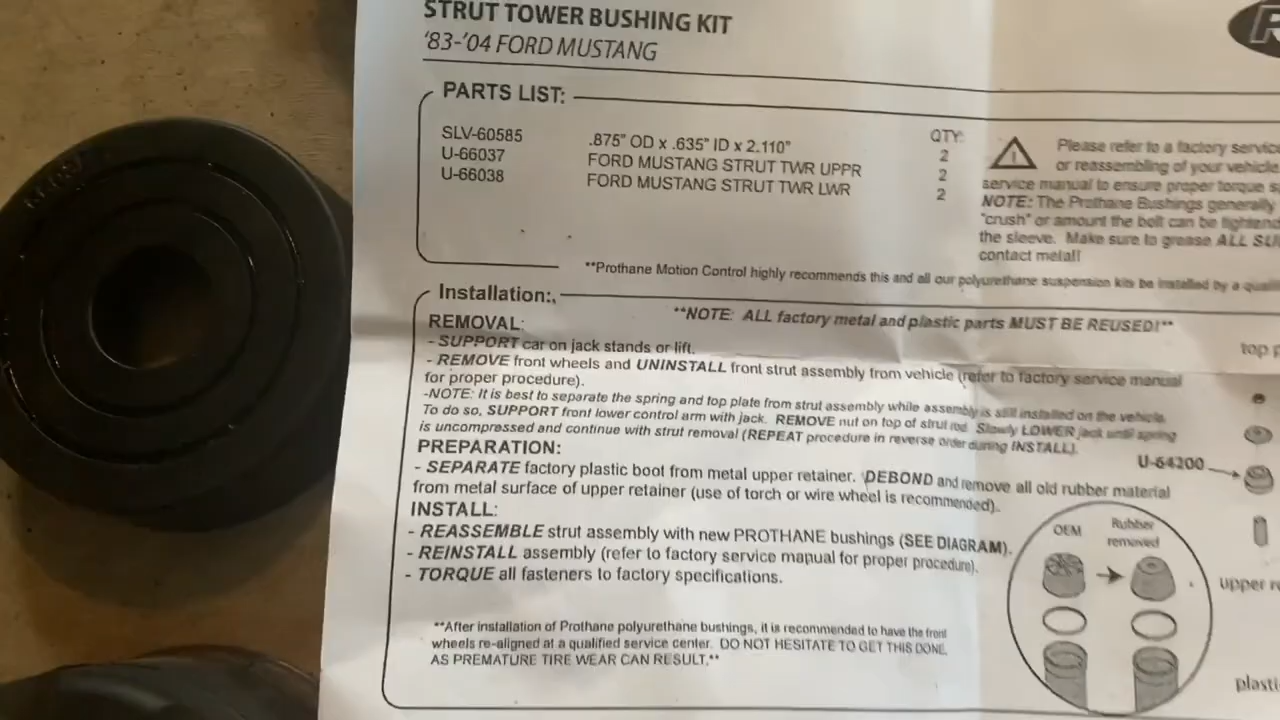 STRUT TOWER BUSHING KIT
'83-'04 FORD MUSTANG
PARTS LIST:
QTY:
SLV-60585 .875" OD x .635" ID x 2.110" 2
U-66037 FORD MUSTANG STRUT TWR UPPR 2
U-66038 FORD MUSTANG STRUT TWR LWR 2
Please refer to a factory service
or reassembling of your vehicle.
service manual to ensure proper torque s
NOTE: The Prothane Bushings generally
"crush" or amount the bolt can be tightene
the sleeve. Make sure to grease ALL SU
contact metal!
**Prothane Motion Control highly recommends this and all our polyurethane suspension kits be installed by a quali
Installation:
**NOTE: ALL factory metal and plastic parts MUST BE REUSED!**
REMOVAL:
- SUPPORT car on jack stands or lift.
- REMOVE front wheels and UNINSTALL front strut assembly from vehicle (refer to factory service manual
for proper procedure).
-NOTE: It is best to separate the spring and top plate from strut assembly while assembly is still installed on the vehicle.
To do so, SUPPORT front lower control arm with jack. REMOVE nut on top of strut rod. Slowly LOWER jack until spring
is uncompressed and continue with strut removal (REPEAT procedure in reverse order during INSTALL).
PREPARATION:
- SEPARATE factory plastic boot from metal upper retainer. DEBOND and remove all old rubber material
from metal surface of upper retainer (use of torch or wire wheel is recommended).
INSTALL:
- REASSEMBLE strut assembly with new PROTHANE bushings (SEE DIAGRAM).
- REINSTALL assembly (refer to factory service manual for proper procedure).
- TORQUE all fasteners to factory specifications.
**After installation of Prothane polyurethane bushings, it is recommended to have the front
wheels re-aligned at a qualified service center. DO NOT HESITATE TO GET THIS DONE,
AS PREMATURE TIRE WEAR CAN RESULT.**
top p
U-64200
OEM
Rubber
removed
upper re
plasti